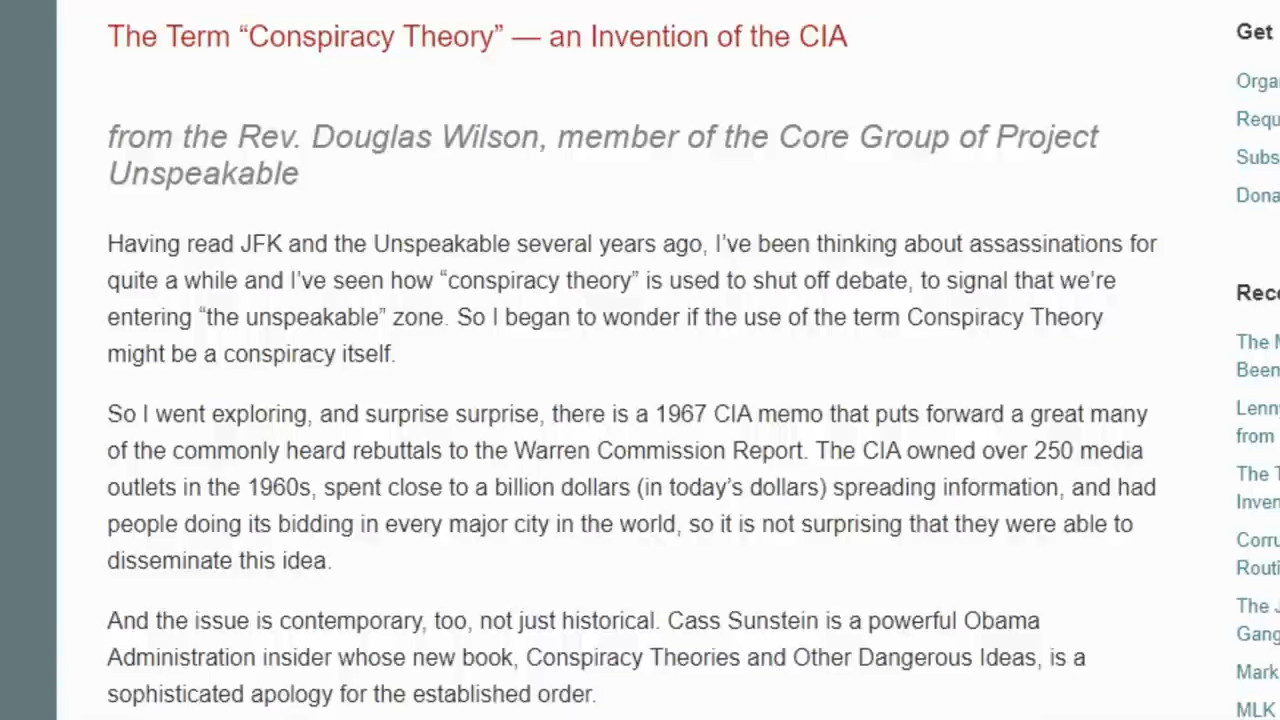 The Term “Conspiracy Theory” — an Invention of the CIA
from the Rev. Douglas Wilson, member of the Core Group of Project
Unspeakable
Having read JFK and the Unspeakable several years ago, I’ve been thinking about assassinations for
quite a while and I’ve seen how “conspiracy theory” is used to shut off debate, to signal that we’re
entering “the unspeakable” zone. So I began to wonder if the use of the term Conspiracy Theory
might be a conspiracy itself.
So I went exploring, and surprise surprise, there is a 1967 CIA memo that puts forward a great many
of the commonly heard rebuttals to the Warren Commission Report. The CIA owned over 250 media
outlets in the 1960s, spent close to a billion dollars (in today’s dollars) spreading information, and had
people doing its bidding in every major city in the world, so it is not surprising that they were able to
disseminate this idea.
And the issue is contemporary, too, not just historical. Cass Sunstein is a powerful Obama
Administration insider whose new book, Conspiracy Theories and Other Dangerous Ideas, is a
sophisticated apology for the established order.
Get
The
Been
from
The
Mark
MLK